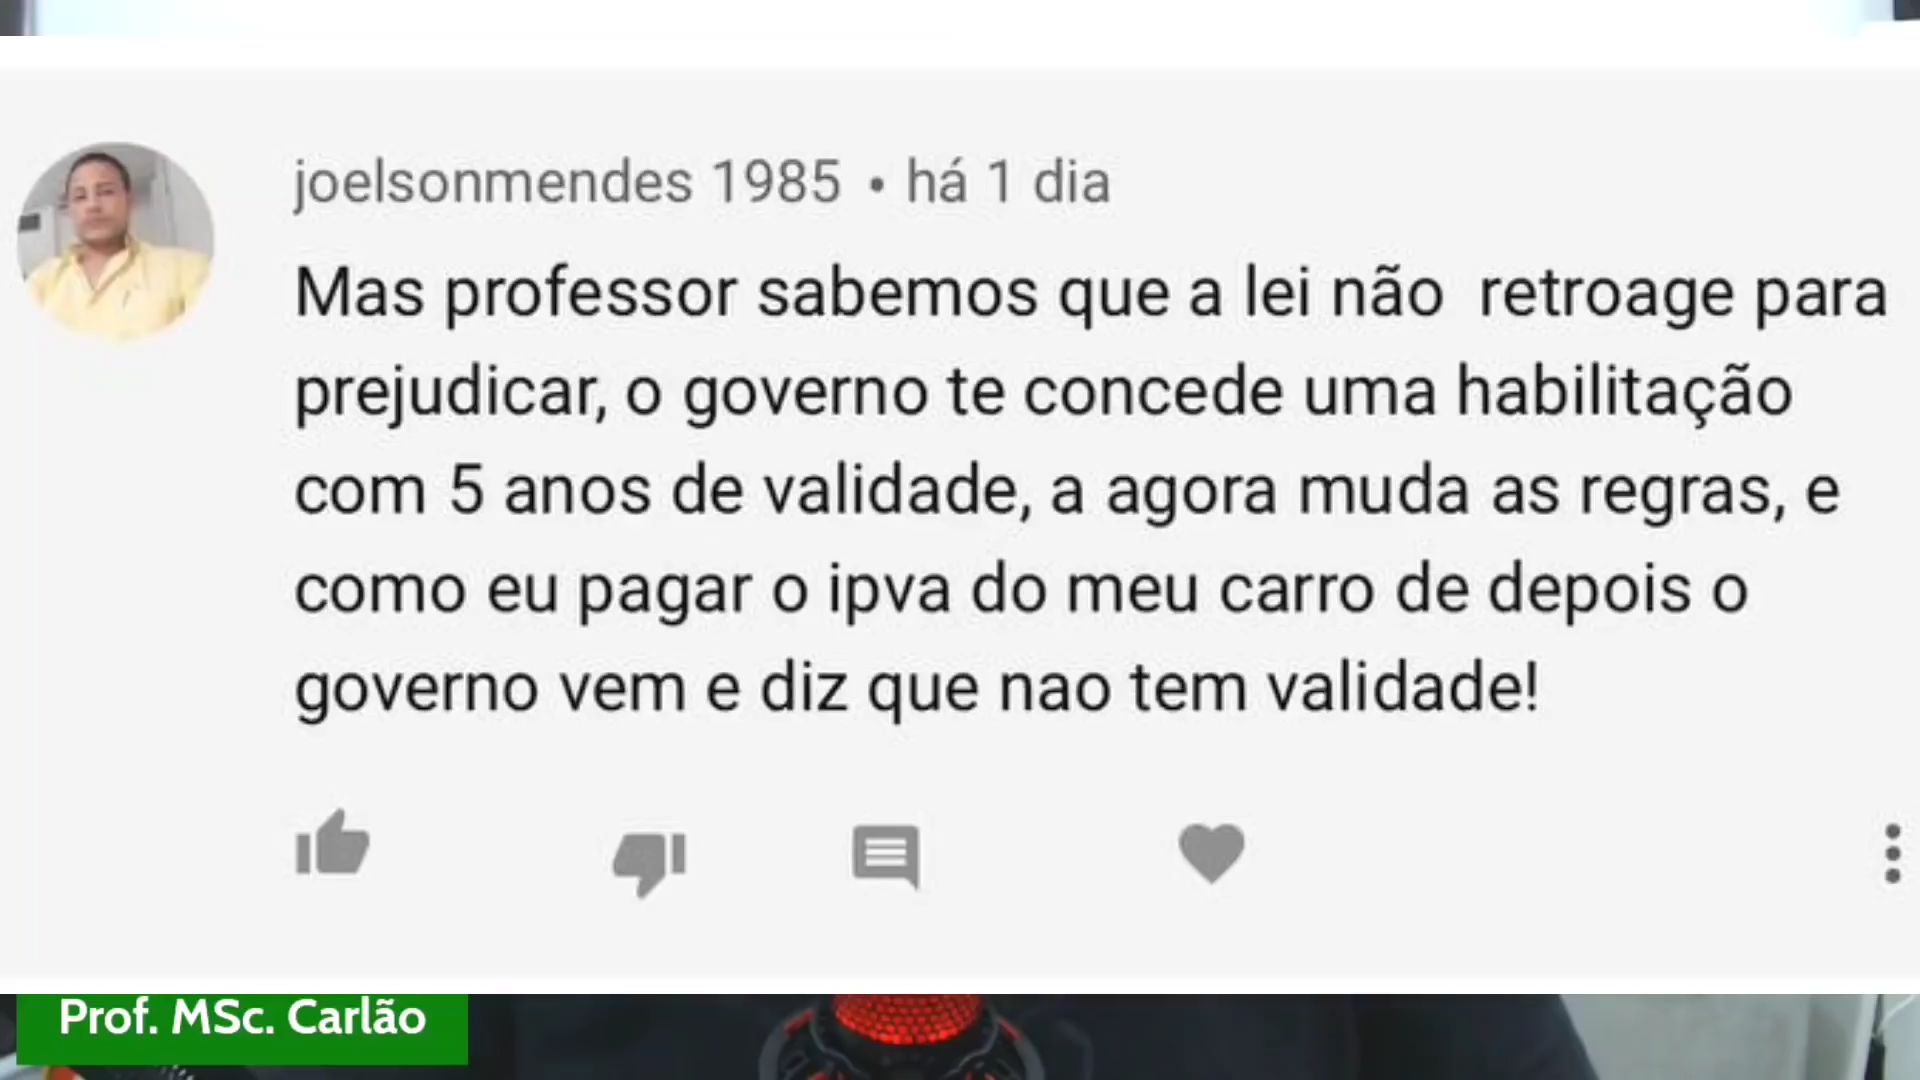 joelsonmendes 1985 • há 1 dia
Mas professor sabemos que a lei não retroage para
prejudicar, o governo te concede uma habilitação
com 5 anos de validade, a agora muda as regras, e
como eu pagar o ipva do meu carro de depois o
governo vem e diz que nao tem validade!
Prof. MSc. Carlão